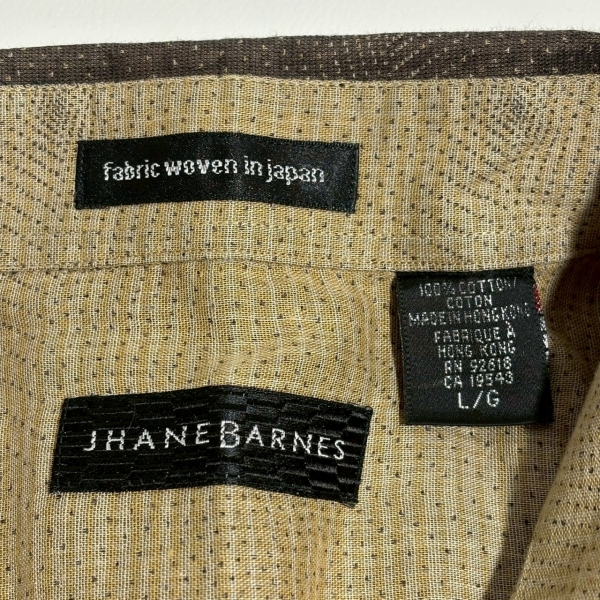 fabric woven in japan
100% COTTON/
COTON
MADE IN HONG KONG
FABRIQUÉ À
HONG KONG
RN 92618
CA 19543
L/G
JHANE BARNES